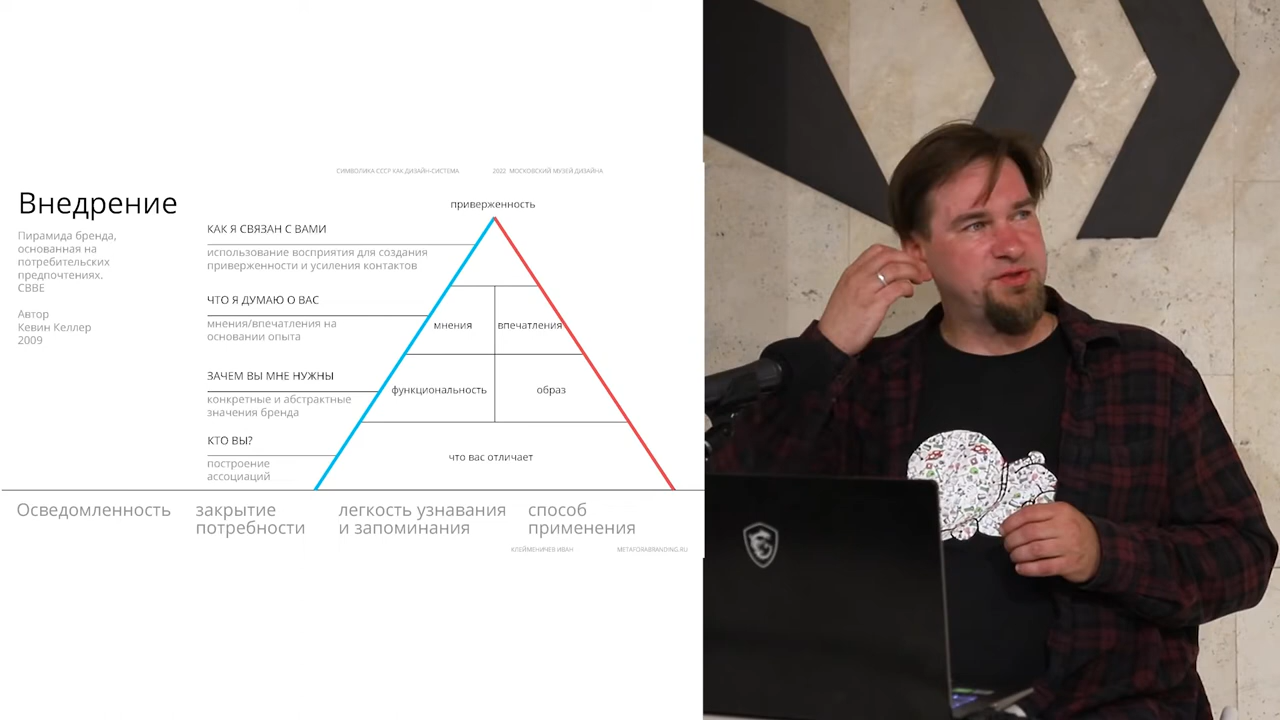 СИМВОЛИКА СССР КАК ДИЗАЙН-СИСТЕМА
2022 МОСКОВСКИЙ МУЗЕЙ ДИЗАЙНА
Внедрение
Пирамида бренда,
основанная на
потребительских
предпочтениях.
CBBE
Автор
Кевин Келлер
2009
приверженность
КАК Я СВЯЗАН С ВАМИ
использование восприятия для создания
приверженности и усиления контактов
ЧТО Я ДУМАЮ О ВАС
мнения/впечатления на
основании опыта
мнения
впечатления
ЗАЧЕМ ВЫ МНЕ НУЖНЫ
конкретные и абстрактные
значения бренда
функциональность
образ
КТО ВЫ?
построение
ассоциаций
что вас отличает
Осведомленность
закрытие
потребности
легкость узнавания
и запоминания
способ
применения
КЛЕЙМЕНИЧЕВ ИВАН
METAFORABRANDING.RU